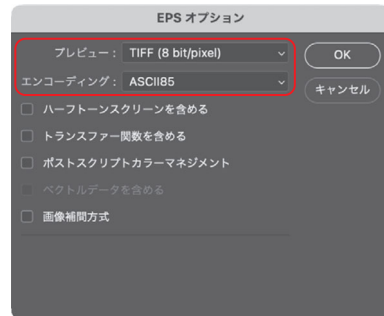 EPS オプション
プレビュー： TIFF (8 bit/pixel)
OK
エンコーディング： ASCII85
キャンセル
ハーフトーンスクリーンを含める
トランスファー関数を含める
ポストスクリプトカラーマネジメント
ベクトルデータを含める
画像補間方式